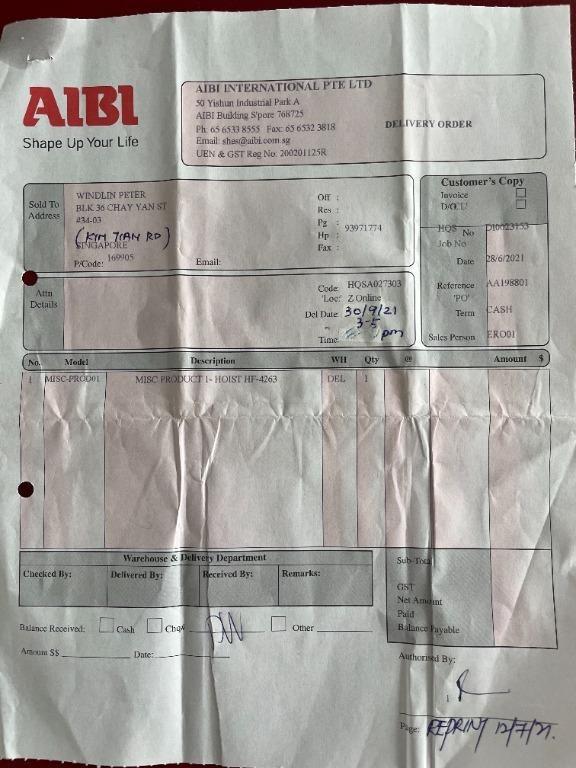 AIBI
Shape Up Your Life
AIBI INTERNATIONAL PTE LTD
50 Yishun Industrial Park A
AIBI Building S'pore 768725
Ph: 65 6533 8555 Fax: 65 6532 3818
Email: shes@aibi.com.sg
UEN & GST Reg No: 200201125R
DELIVERY ORDER
Sold To
Address
WINDLIN PETER
BLK 36 CHAY YAN ST
#34-03
(KIM TIAN RD)
SINGAPORE
P/Code: 169905
Email:
Off :
Res :
Pg :
Hp : 93971774
Fax :
Customer's Copy
Invoice
D/O
HQS No D10023153
Job No
Date 28/6/2021
Reference AA198801
'PO'
Term CASH
Sales Person ERO01
Attn
Details
Code: HQSA027303
'Loc: Z Online
Del Date 30/9/21
3-5
Time: pm
No. Model Description WH Qty @ Amount $
1 MISC-PROO01 MISC PRODUCT 1- HOIST HF-4263 DEL 1
Warehouse & Delivery Department
Checked By: Delivered By: Received By: Remarks:
Sub-Total
GST
Net Amount
Paid
Balance Payable
Balance Received: Cash Chq# Other
Amount S$ Date:
Authorised By:
Page: REPRINT 12/7/21.